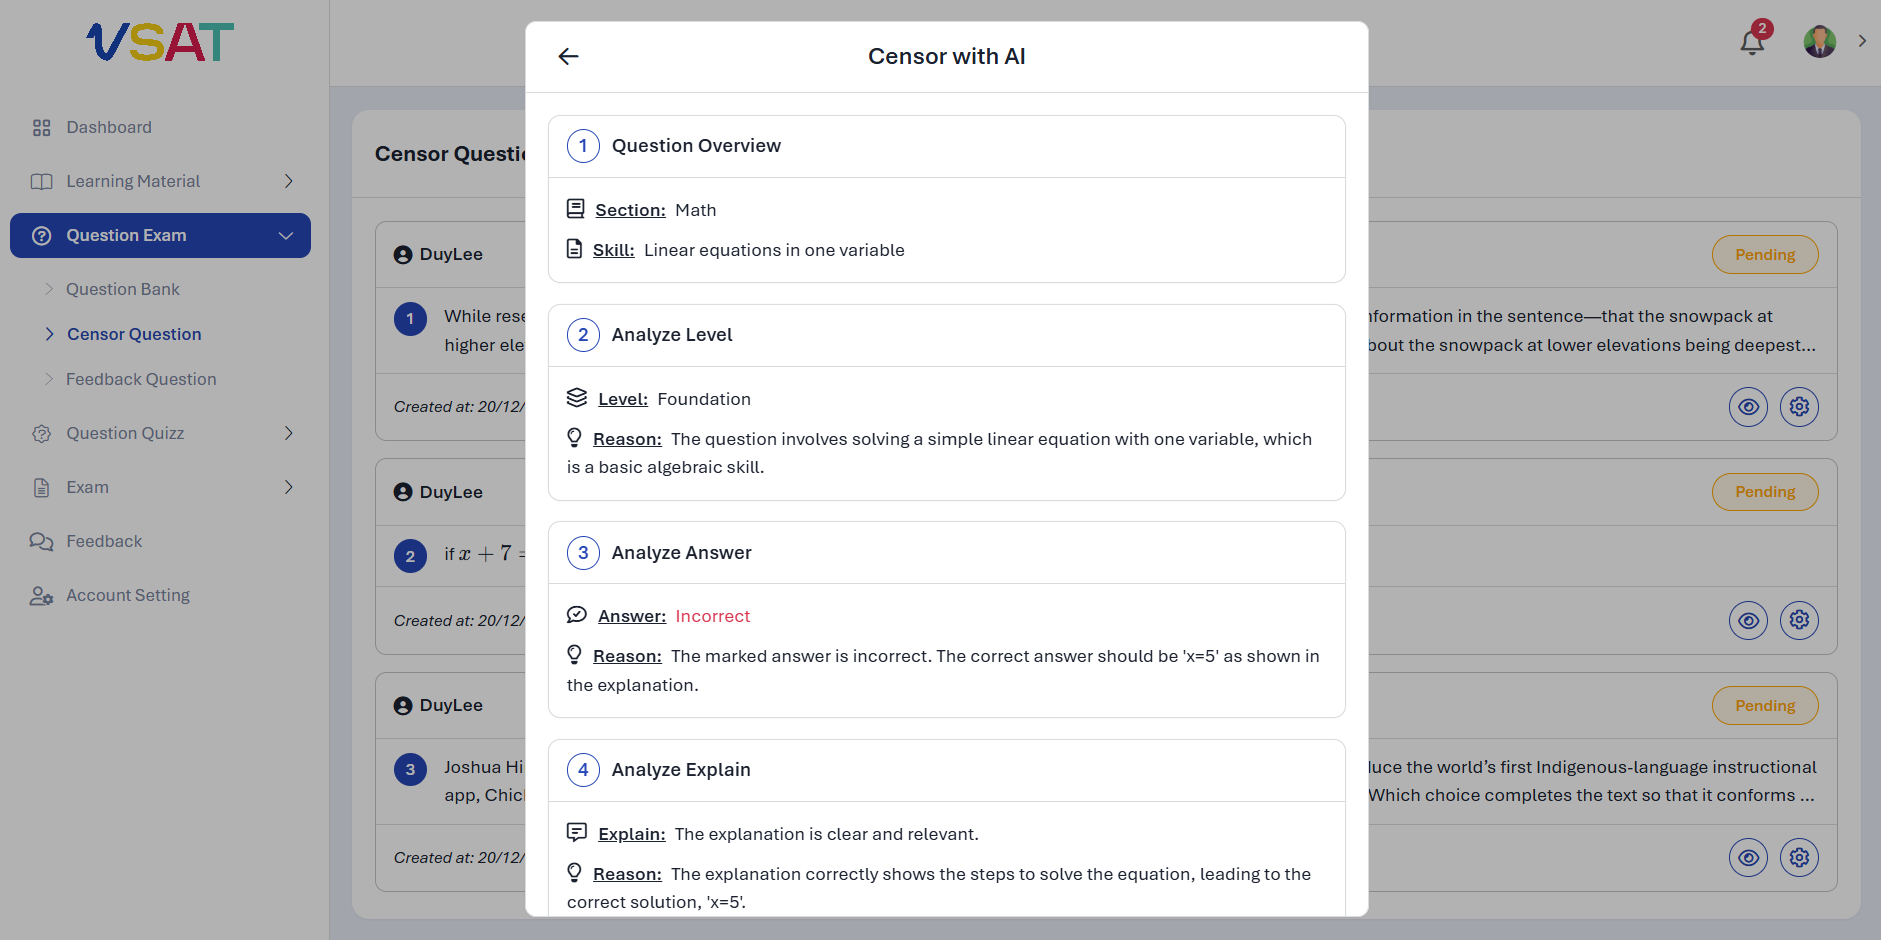 VSAT
Dashboard
Learning Material
Question Exam
Question Bank
Censor Question
Feedback Question
Question Quizz
Exam
Feedback
Account Setting
2
Censor Questi
DuyLee
Pending
1 While
higher
nformation in the sentence—that the snowpack at
bout the snowpack at lower elevations being deepest...
Created at: 20/12/
DuyLee
Pending
2 if x + 7 =
Created at: 20/12/
DuyLee
Pending
3 Joshua
app,
luce the world’s first Indigenous-language instructional
Which choice completes the text so that it conforms ...
Created at: 20/12/
Censor with AI
1 Question Overview
Section: Math
Skill: Linear equations in one variable
2 Analyze Level
Level: Foundation
Reason: The question involves solving a simple linear equation with one variable, which
is a basic algebraic skill.
3 Analyze Answer
Answer: Incorrect
Reason: The marked answer is incorrect. The correct answer should be 'x=5' as shown in
the explanation.
4 Analyze Explain
Explain: The explanation is clear and relevant.
Reason: The explanation correctly shows the steps to solve the equation, leading to the
correct solution, 'x=5'.